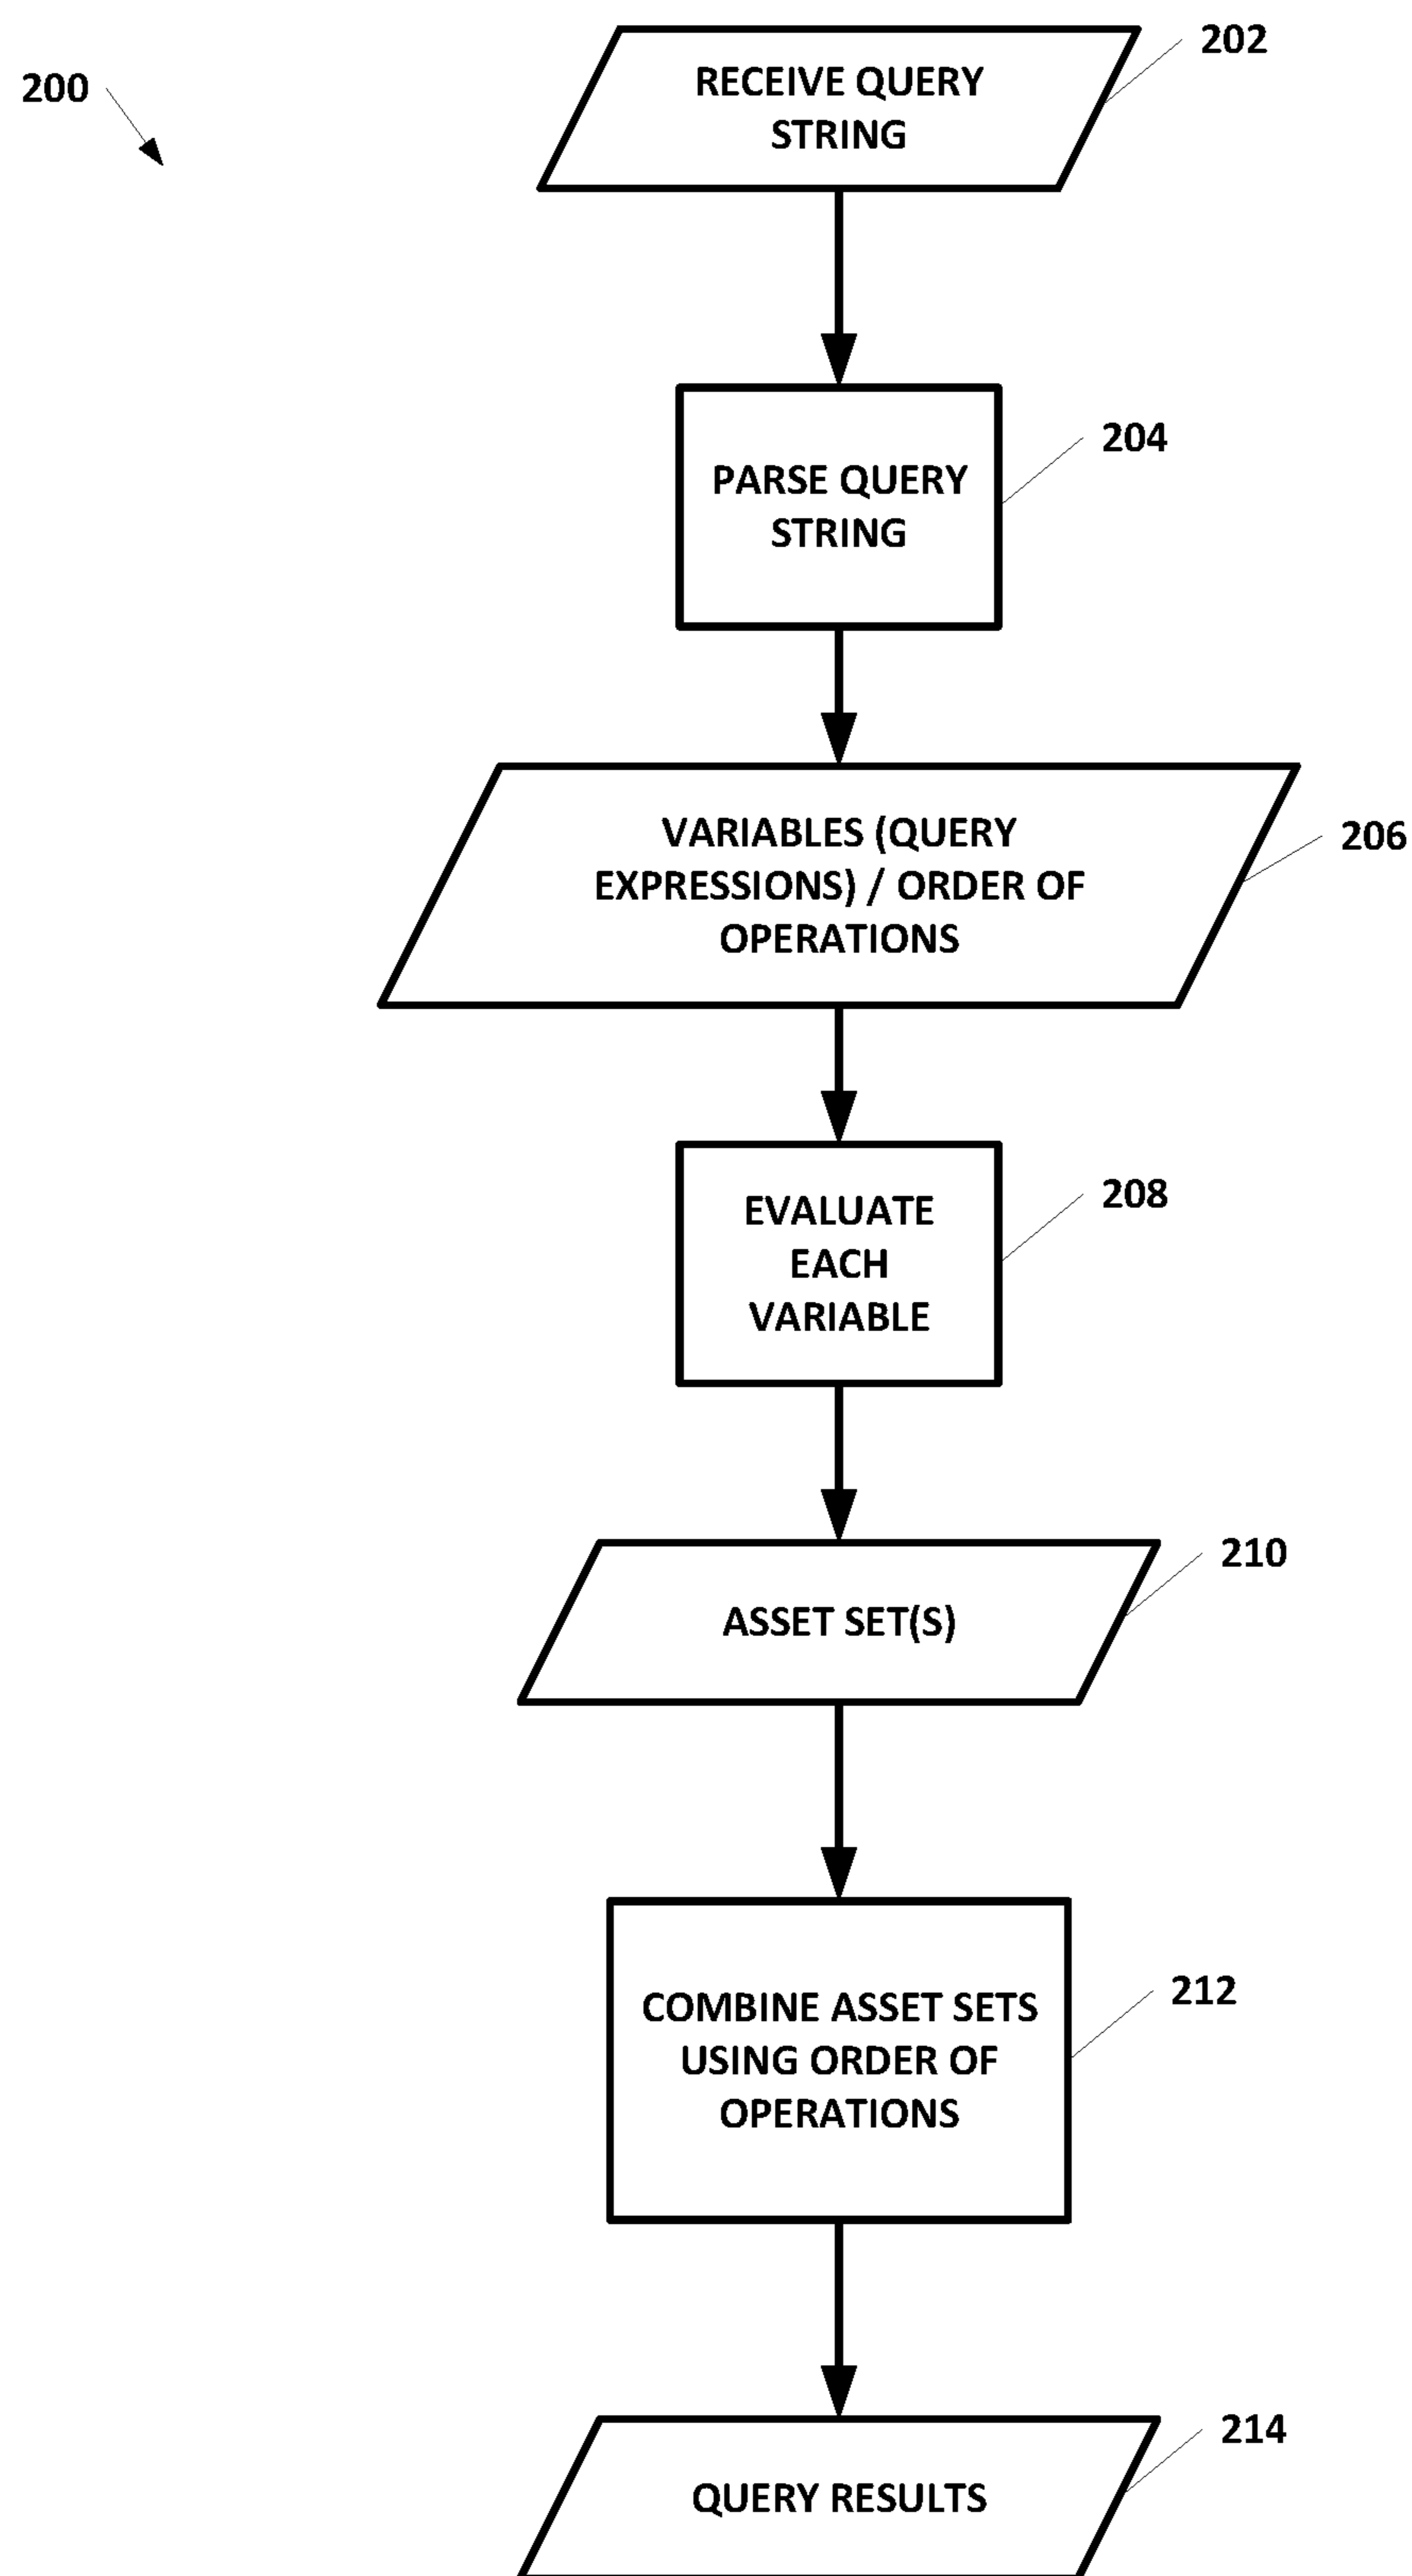 200
202
RECEIVE QUERY
STRING
204
PARSE QUERY
STRING
206
VARIABLES (QUERY
EXPRESSIONS) / ORDER OF
OPERATIONS
208
EVALUATE
EACH
VARIABLE
210
ASSET SET(S)
212
COMBINE ASSET SETS
USING ORDER OF
OPERATIONS
214
QUERY RESULTS